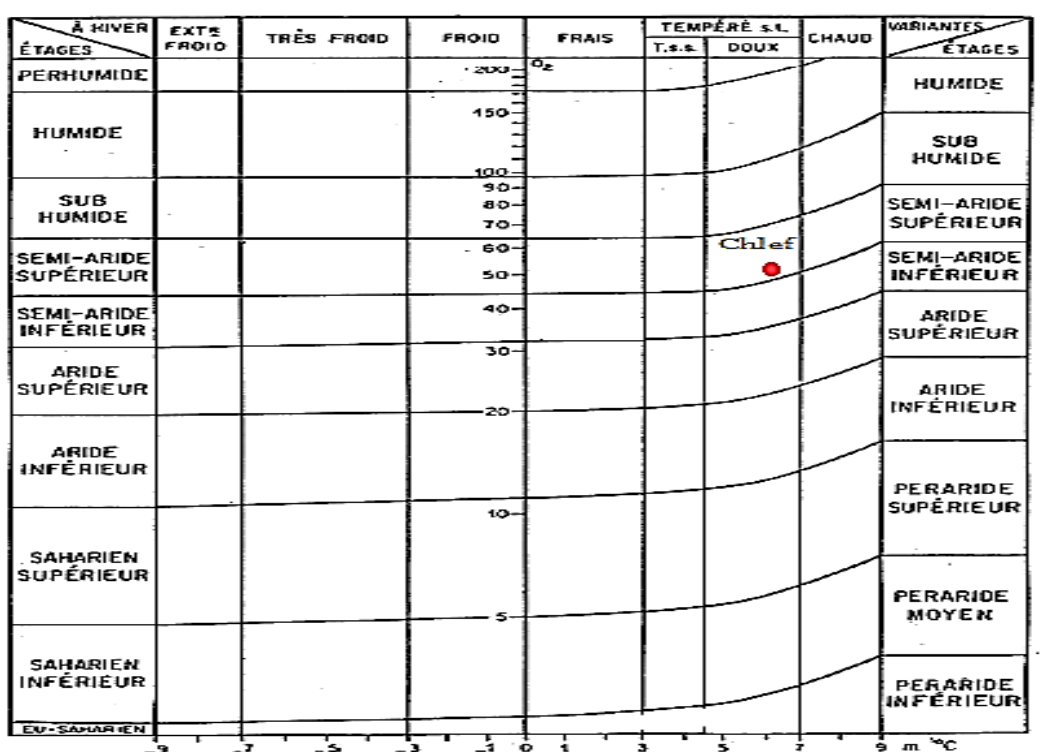 À HIVER
ÉTAGES
EXTR
FROID
TRÈS FROID
FROID
FRAIS
TEMPÉRÈ s.l.
T.s.s.
DOUX
CHAUD
VARIANTES
ÉTAGES
PERHUMIDE
HUMIDE
SUB
HUMIDE
SEMI-ARIDE
SUPÉRIEUR
SEMI-ARIDE
INFÉRIEUR
ARIDE
SUPÉRIEUR
ARIDE
INFÉRIEUR
SAHARIEN
SUPÉRIEUR
SAHARIEN
INFÉRIEUR
EU-SAHARIEN
200
Q2
150
100
90
80
70
60
50
40
30
20
10
5
Chlef
HUMIDE
SUB
HUMIDE
SEMI-ARIDE
SUPÉRIEUR
SEMI-ARIDE
INFÉRIEUR
ARIDE
SUPÉRIEUR
ARIDE
INFÉRIEUR
PERARIDE
SUPÉRIEUR
PERARIDE
MOYEN
PERARIDE
INFÉRIEUR
-9 -7 -5 -3 -1 0 1 3 5 7 9 m °C